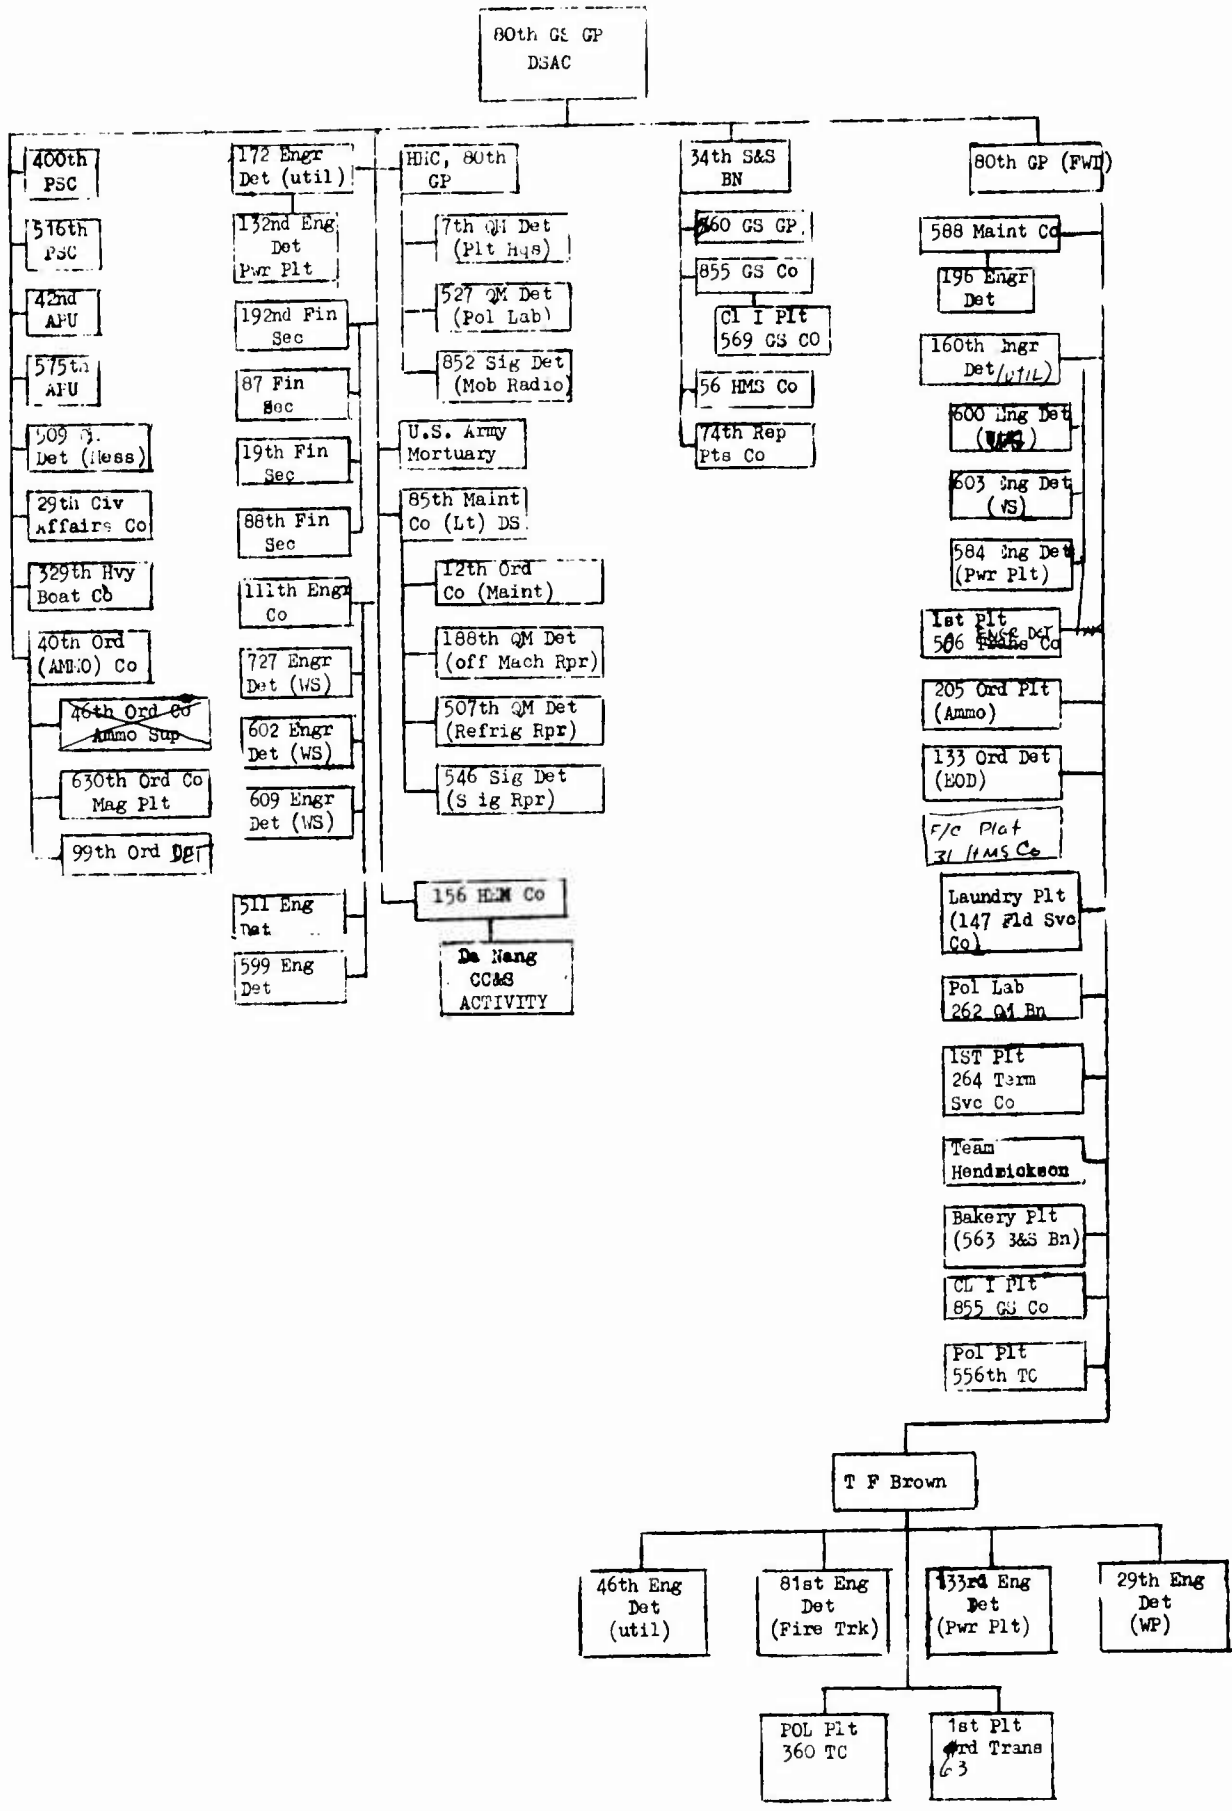 80th GS GP
DSAC
400th
PSC
516th
PSC
42nd
APU
575th
APU
509
Det (Mess)
29th Civ
Affairs Co
329th Hvy
Boat Co
40th Ord
(AMMO) Co
46th Ord Co
Ammo Sup
630th Ord Co
Mag Plt
99th Ord DET
172 Engr
Det (util)
132nd Eng
Det
Pwr Plt
192nd Fin
Sec
87 Fin
Sec
19th Fin
Sec
88th Fin
Sec
111th Engr
Co
727 Engr
Det (WS)
602 Engr
Det (WS)
609 Engr
Det (WS)
511 Eng
Det
599 Eng
Det
HHC, 80th
GP
7th QM Det
(Plt Hqs)
527 QM Det
(Pol Lab)
852 Sig Det
(Mob Radio)
U.S. Army
Mortuary
85th Maint
Co (Lt) DS
12th Ord
Co (Maint)
188th QM Det
(off Mach Rpr)
507th QM Det
(Refrig Rpr)
546 Sig Det
(S ig Rpr)
156 HEM Co
Da Nang
CC&S
ACTIVITY
34th S&S
BN
GS GP
855 GS Co
Cl I Plt
569 GS CO
56 HMS Co
74th Rep
Pts Co
80th GP (FWD)
588 Maint Co
196 Engr
Det
160th Engr
Det (UTIL)
600 Eng Det
603 Eng Det
(WS)
584 Eng Det
(Pwr Plt)
1st Plt
ENGR DET
506 Trans Co
205 Ord Plt
(Ammo)
133 Ord Det
(EOD)
F/C Plat
31 HMS Co
Laundry Plt
(147 Fld Svc
Co)
Pol Lab
262 QM Bn
1ST Plt
264 Term
Svc Co
Team
Hendrickson
Bakery Plt
(563 S&S Bn)
CL I Plt
855 GS Co
Pol Plt
556th TC
T F Brown
46th Eng
Det
(util)
81st Eng
Det
(Fire Trk)
133rd Eng
Det
(Pwr Plt)
29th Eng
Det
(WP)
POL Plt
360 TC
1st Plt
rd Trans
63